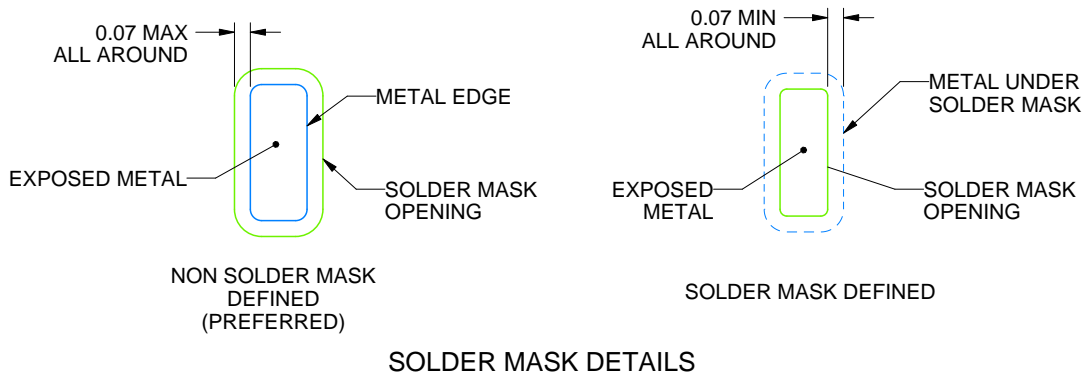 0.07 MAX
ALL AROUND
METAL EDGE
EXPOSED METAL
SOLDER MASK
OPENING
NON SOLDER MASK
DEFINED
(PREFERRED)
0.07 MIN
ALL AROUND
METAL UNDER
SOLDER MASK
EXPOSED
METAL
SOLDER MASK
OPENING
SOLDER MASK DEFINED
SOLDER MASK DETAILS